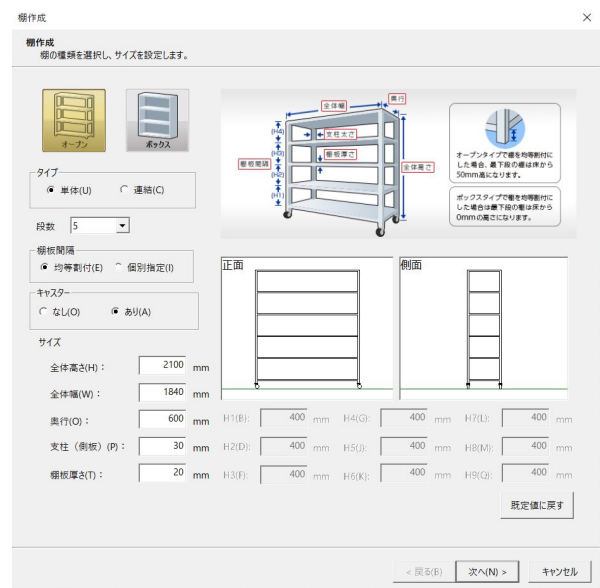 棚作成
棚作成
棚の種類を選択し、サイズを設定します。
オープン
ボックス
全体幅
奥行
(H4)
支柱太さ
(H3)
棚板厚さ
棚板間隔
(H2)
全体高さ
(H1)
オープンタイプで棚を均等割付に
した場合、最下段の棚は床から
50mm高になります。
ボックスタイプで棚を均等割付に
した場合は最下段の棚は床から
0mmの高さになります。
タイプ
単体(U)
連結(C)
段数
5
棚板間隔
均等割付(E)
個別指定(I)
キャスター
なし(O)
あり(A)
正面
側面
サイズ
全体高さ(H)：
2100 mm
全体幅(W)：
1840 mm
奥行(O)：
600 mm
支柱（側板）(P)：
30 mm
棚板厚さ(T)：
20 mm
H1(B): 400 mm H4(G): 400 mm H7(L): 400 mm
H2(D): 400 mm H5(J): 400 mm H8(M): 400 mm
H3(F): 400 mm H6(K): 400 mm H9(Q): 400 mm
既定値に戻す
< 戻る(B)
次へ(N) >
キャンセル